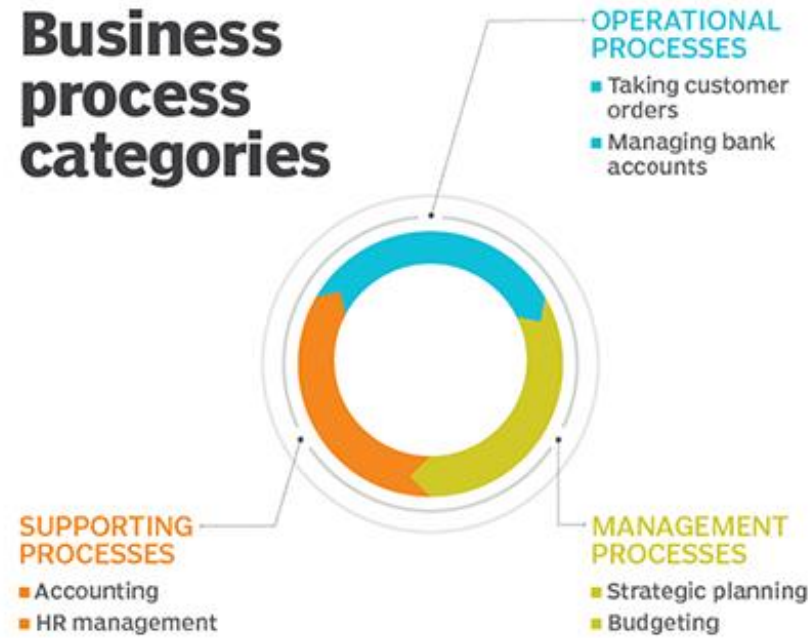 Business
process
categories
OPERATIONAL
PROCESSES
Taking customer
orders
Managing bank
accounts
SUPPORTING
PROCESSES
Accounting
HR management
MANAGEMENT
PROCESSES
Strategic planning
Budgeting